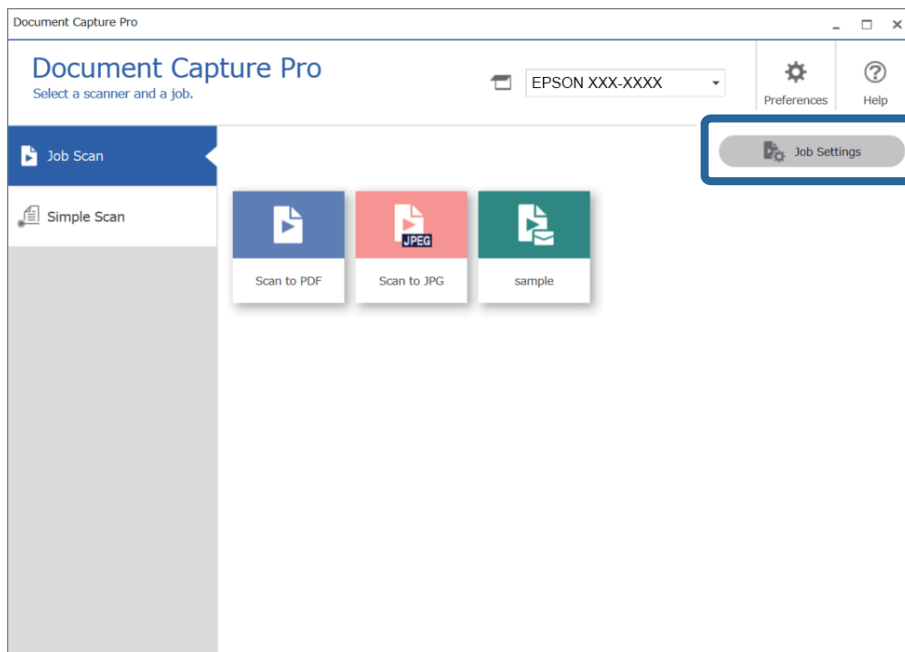 Document Capture Pro
Document Capture Pro
Select a scanner and a job.
EPSON XXX-XXXX
Preferences
Help
Job Scan
Job Settings
Simple Scan
JPEG
Scan to PDF
Scan to JPG
sample